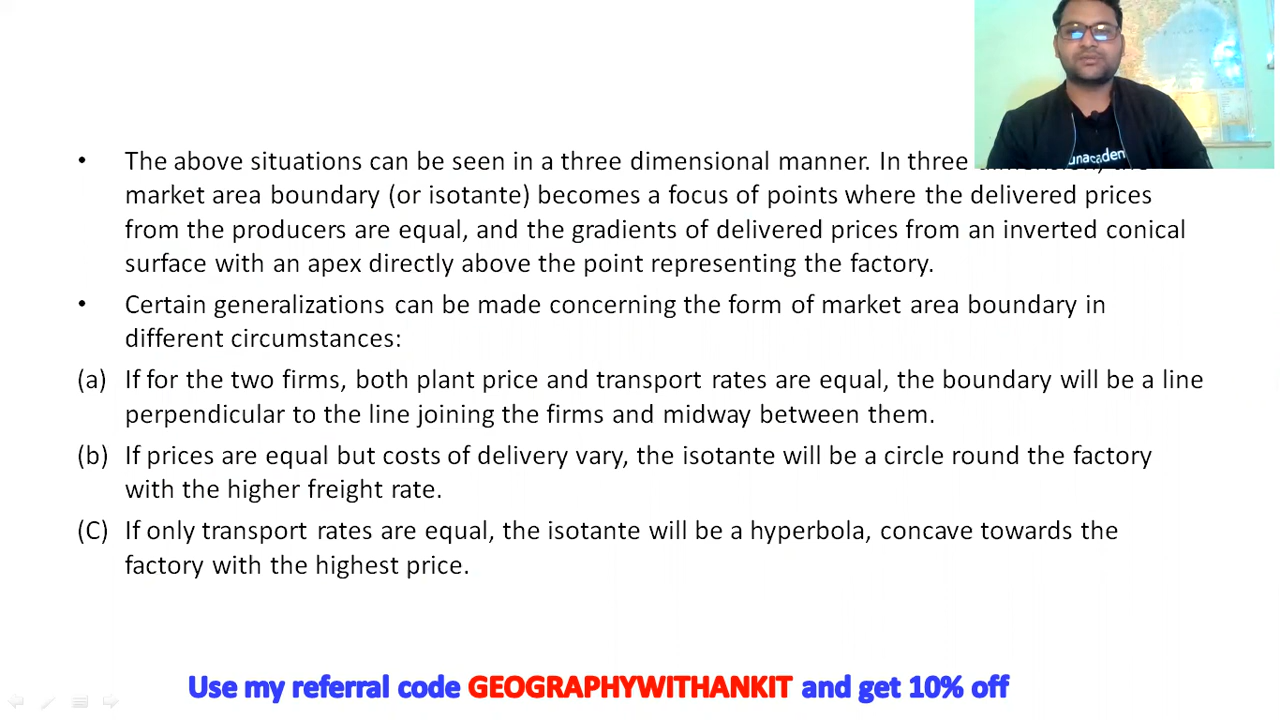 • The above situations can be seen in a three dimensional manner. In three
market area boundary (or isotante) becomes a focus of points where the delivered prices
from the producers are equal, and the gradients of delivered prices from an inverted conical
surface with an apex directly above the point representing the factory.
• Certain generalizations can be made concerning the form of market area boundary in
different circumstances:
(a) If for the two firms, both plant price and transport rates are equal, the boundary will be a line
perpendicular to the line joining the firms and midway between them.
(b) If prices are equal but costs of delivery vary, the isotante will be a circle round the factory
with the higher freight rate.
(C) If only transport rates are equal, the isotante will be a hyperbola, concave towards the
factory with the highest price.
Use my referral code GEOGRAPHYWITHANKIT and get 10% off
unacadem